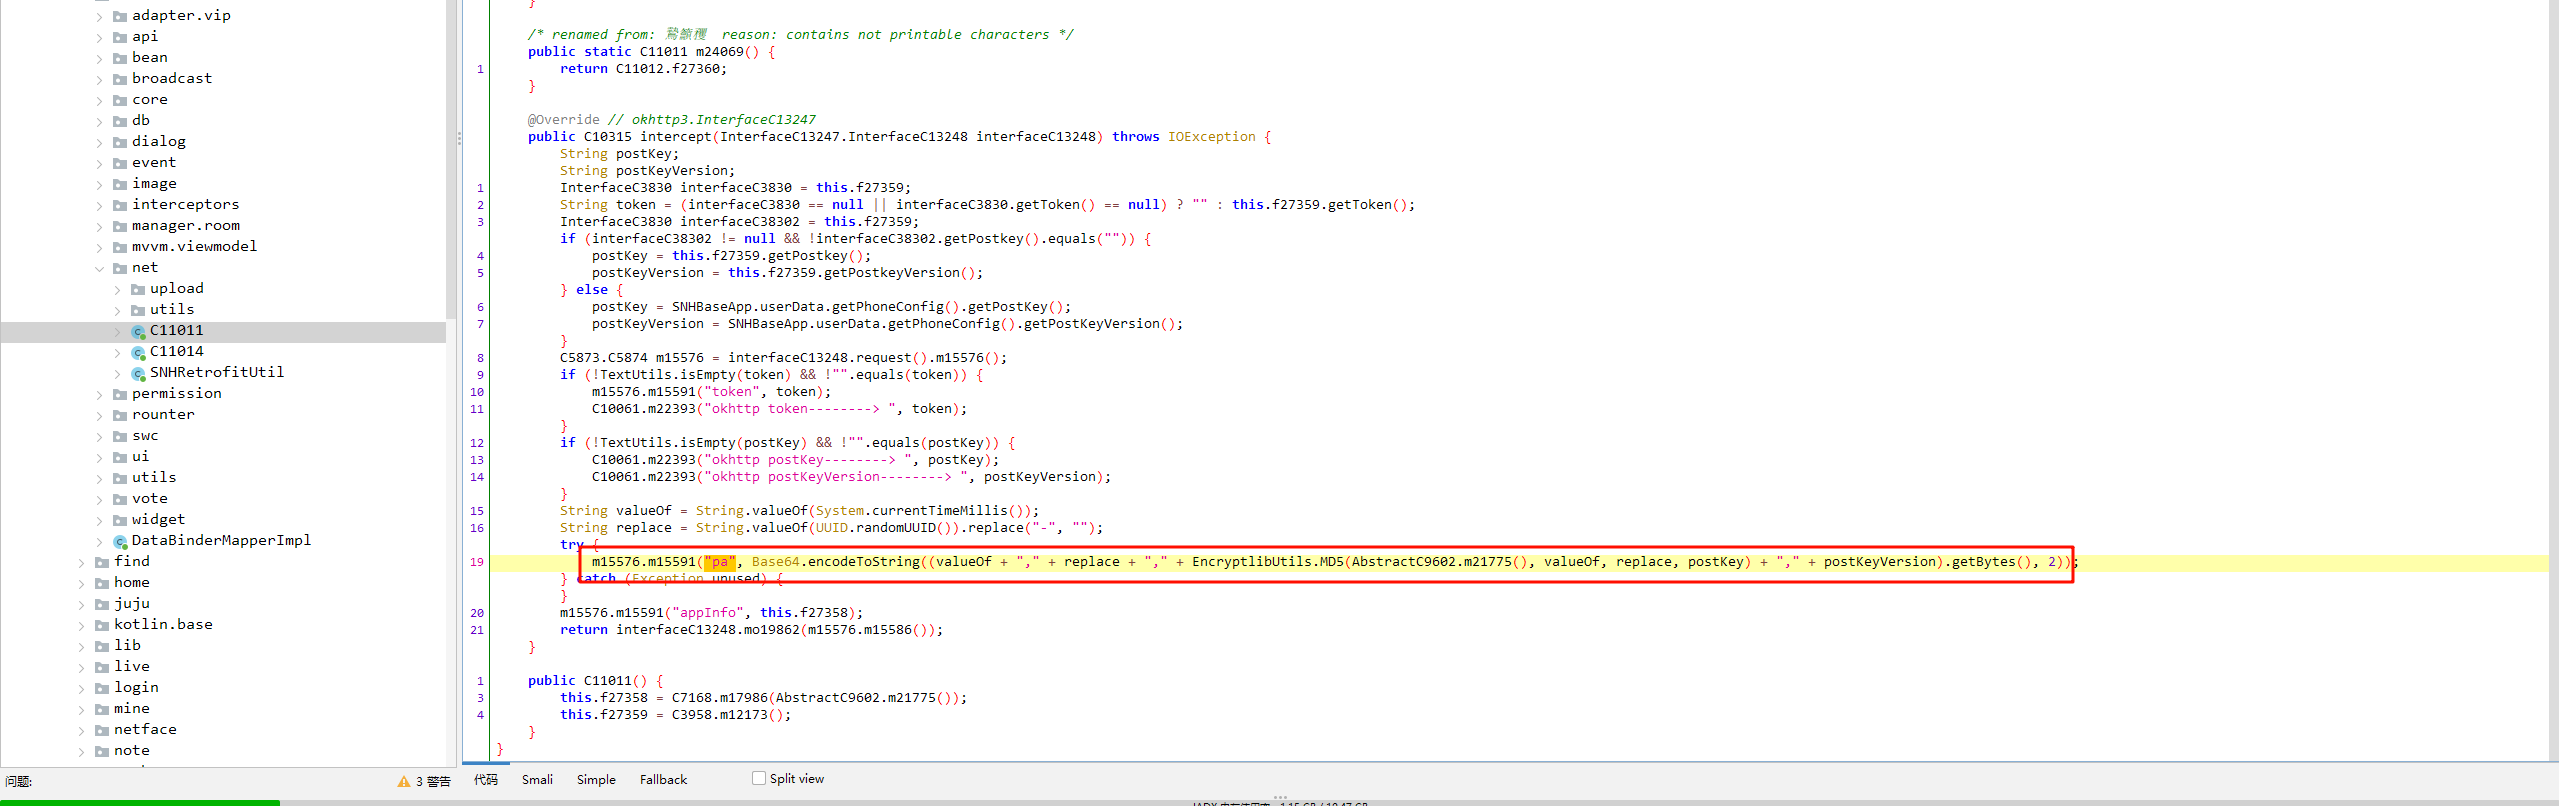 adapter.vip
api
bean
broadcast
core
db
dialog
event
image
interceptors
manager.room
mvvm.viewmodel
net
upload
utils
C11011
C11014
SNHRetrofitUtil
permission
rounter
swc
ui
utils
vote
widget
DataBinderMapperImpl
find
home
juju
kotlin.base
lib
live
login
mine
netface
note
问题:
3 警告
}
/* renamed from: reason: contains not printable characters */
public static C11011 m24069() {
1 return C11012.f27360;
}
@Override // okhttp3.InterfaceC13247
public C10315 intercept(InterfaceC13247.InterfaceC13248 interfaceC13248) throws IOException {
String postKey;
String postKeyVersion;
1 InterfaceC3830 interfaceC3830 = this.f27359;
2 String token = (interfaceC3830 == null || interfaceC3830.getToken() == null) ? "" : this.f27359.getToken();
3 InterfaceC3830 interfaceC38302 = this.f27359;
if (interfaceC38302 != null && !interfaceC38302.getPostkey().equals("")) {
4 postKey = this.f27359.getPostkey();
5 postKeyVersion = this.f27359.getPostkeyVersion();
} else {
6 postKey = SNHBaseApp.userData.getPhoneConfig().getPostKey();
7 postKeyVersion = SNHBaseApp.userData.getPhoneConfig().getPostKeyVersion();
}
8 C5873.C5874 m15576 = interfaceC13248.request().m15576();
9 if (!TextUtils.isEmpty(token) && !"".equals(token)) {
10 m15576.m15591("token", token);
11 C10061.m22393("okhttp token--------> ", token);
}
12 if (!TextUtils.isEmpty(postKey) && !"".equals(postKey)) {
13 C10061.m22393("okhttp postKey--------> ", postKey);
14 C10061.m22393("okhttp postKeyVersion--------> ", postKeyVersion);
}
15 String valueOf = String.valueOf(System.currentTimeMillis());
16 String replace = String.valueOf(UUID.randomUUID()).replace("-", "");
try {
19 m15576.m15591("pa", Base64.encodeToString((valueOf + "," + replace + "," + EncryptlibUtils.MD5(AbstractC9602.m21775(), valueOf, replace, postKey) + "," + postKeyVersion).getBytes(), 2));
} catch (Exception unused) {
}
20 m15576.m15591("appInfo", this.f27358);
21 return interfaceC13248.mo19862(m15576.m15586());
}
1 public C11011() {
3 this.f27358 = C7168.m17986(AbstractC9602.m21775());
4 this.f27359 = C3958.m12173();
}
}
代码 Smali Simple Fallback Split view